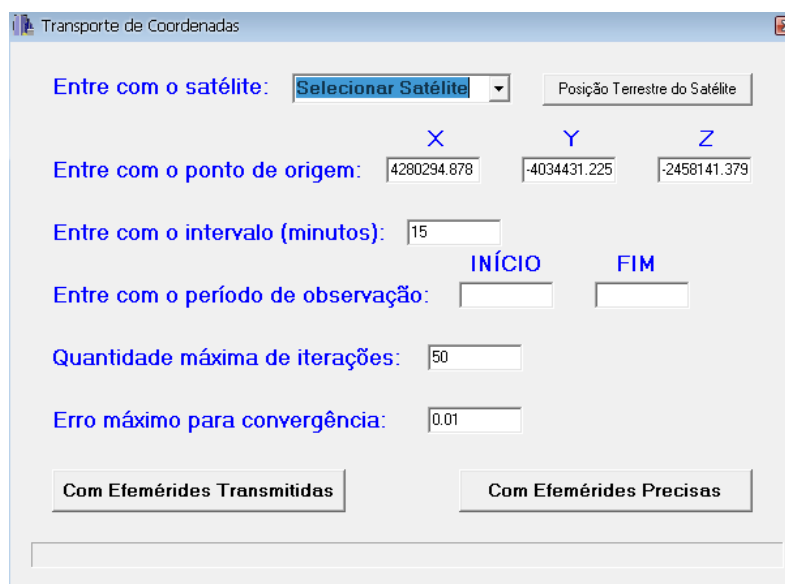 Transporte de Coordenadas
Entre com o satélite: Selecionar Satélite Posição Terrestre do Satélite
X Y Z
Entre com o ponto de origem: 4280294.878 -4034431.225 -2458141.379
Entre com o intervalo (minutos): 15
INÍCIO FIM
Entre com o período de observação:
Quantidade máxima de iterações: 50
Erro máximo para convergência: 0.01
Com Efemérides Transmitidas Com Efemérides Precisas